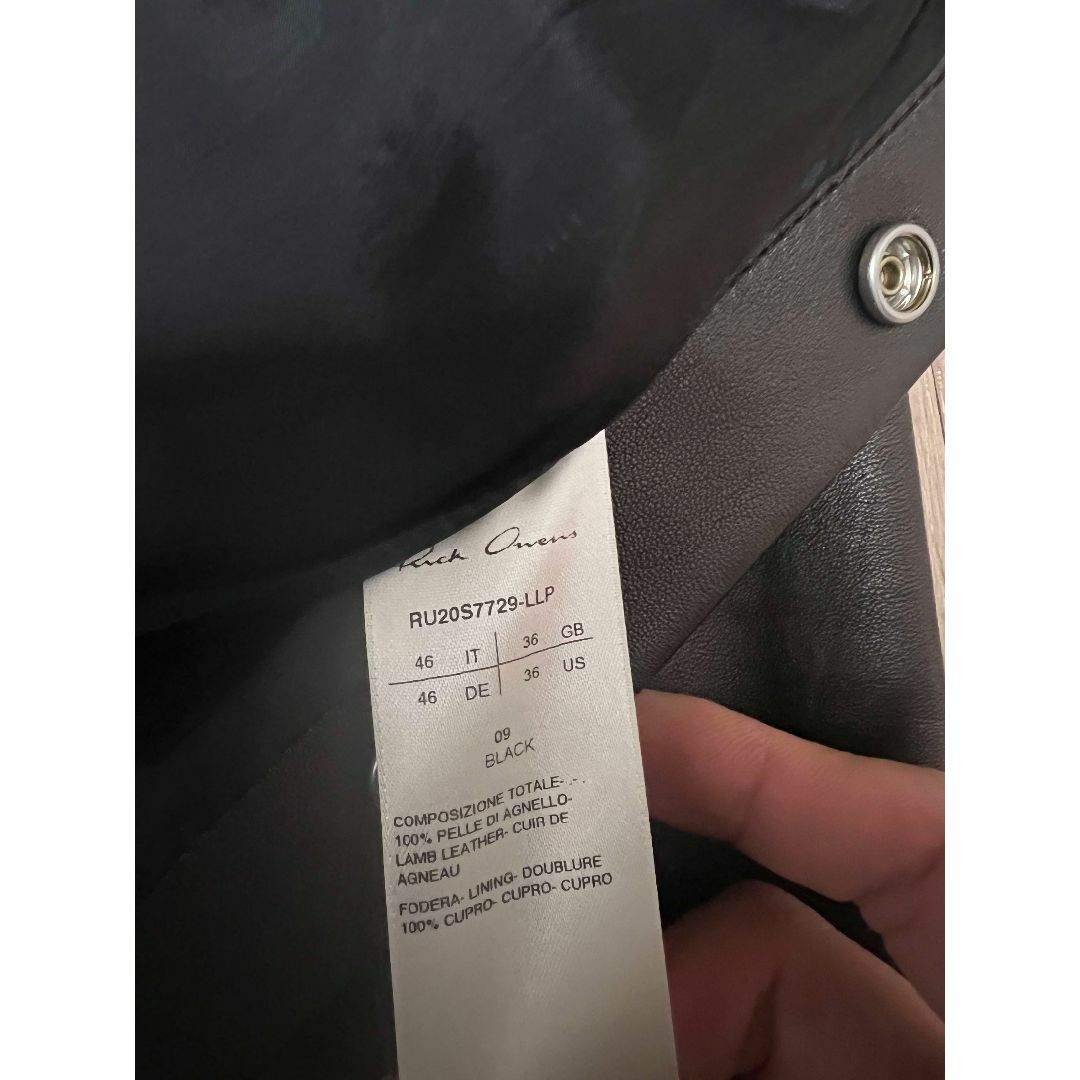 Rick Owens
RU20S7729-LLP
46 IT 36 GB
46 DE 36 US
09
BLACK
COMPOSIZIONE TOTALE- .- .
100% PELLE DI AGNELLO-
LAMB LEATHER- CUIR DE
AGNEAU
FODERA- LINING- DOUBLURE
100% CUPRO- CUPRO- CUPRO